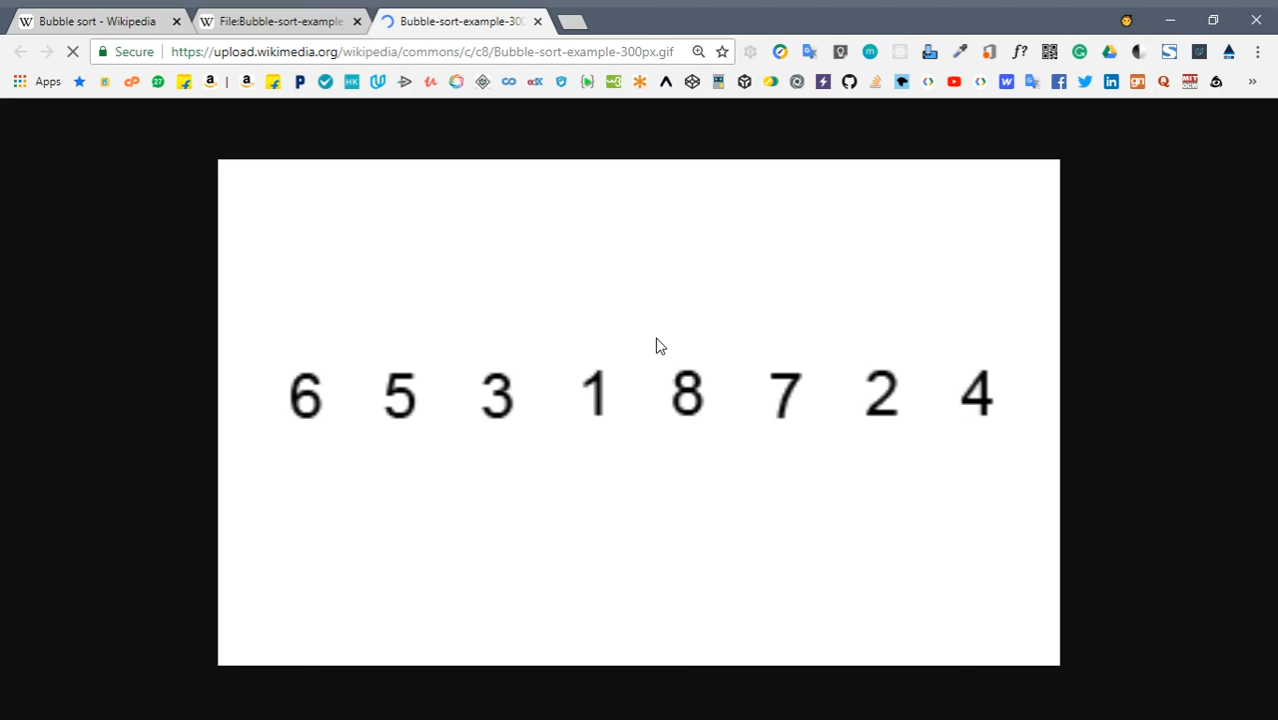 Bubble sort - Wikipedia
File:Bubble-sort-example
Bubble-sort-example-300
Secure
https://upload.wikimedia.org/wikipedia/commons/c/c8/Bubble-sort-example-300px.gif
f?
Apps
6 5 3 1 8 7 2 4